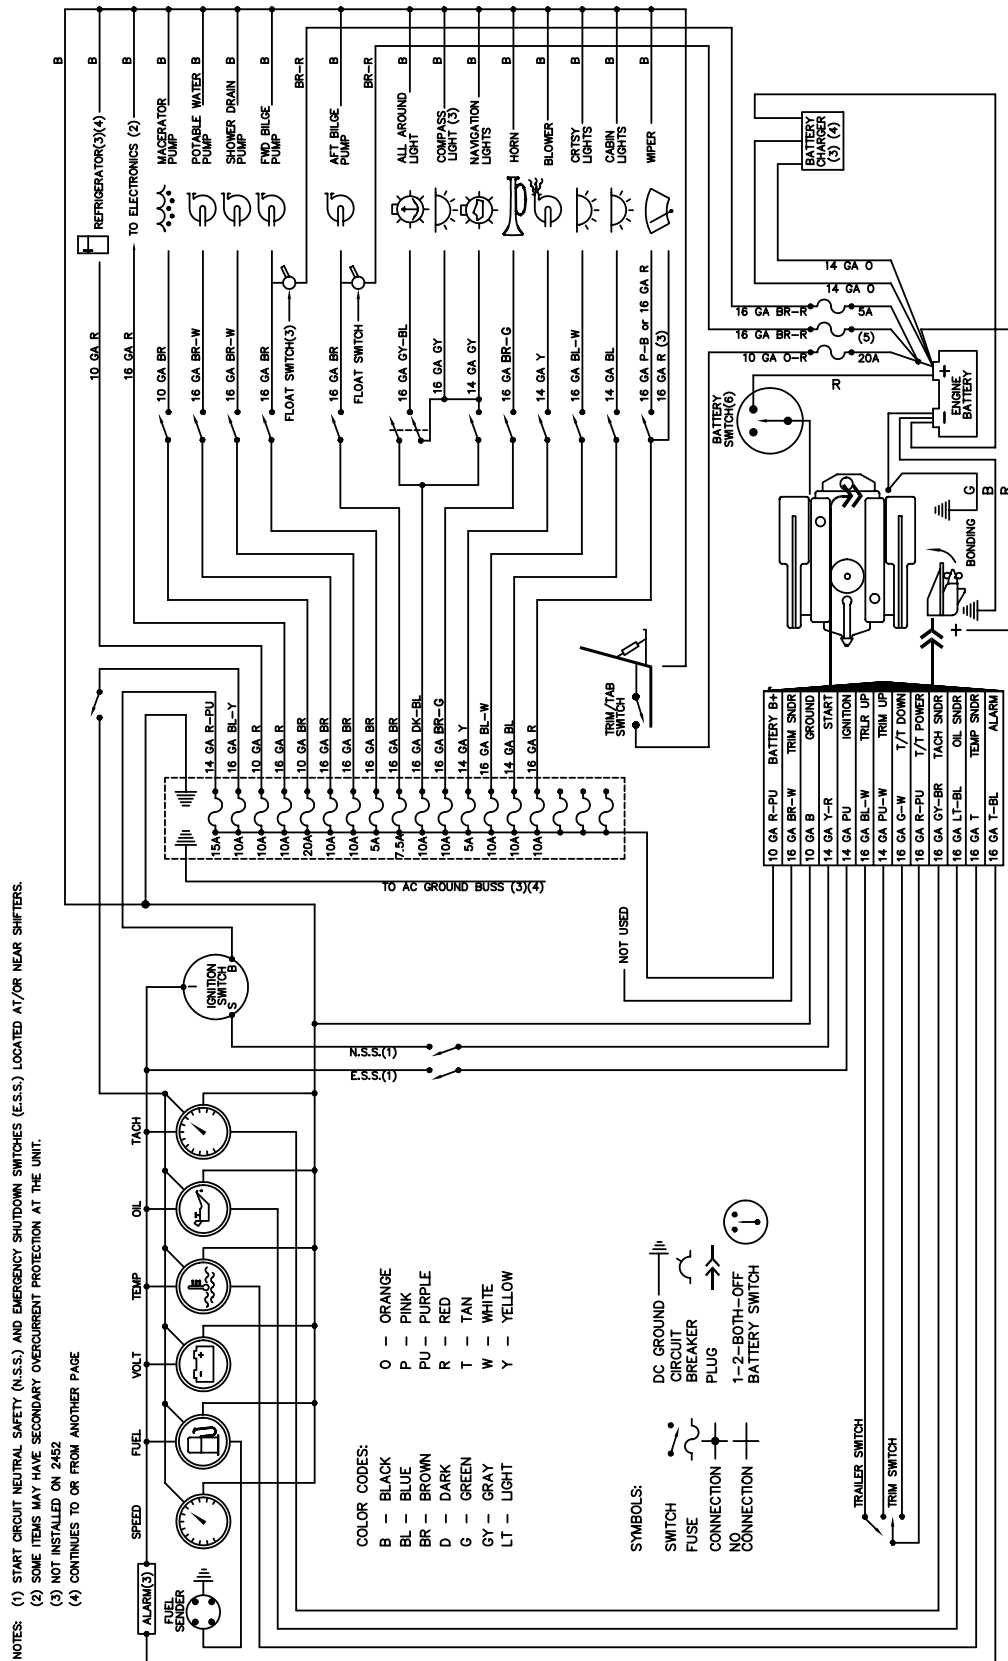 NOTES: (1) START CIRCUIT NEUTRAL SAFETY (N.S.S.) AND EMERGENCY SHUTDOWN SWITCHES (E.S.S.) LOCATED AT/OR NEAR SHIFTERS.
(2) SOME ITEMS MAY HAVE SECONDARY OVERCURRENT PROTECTION AT THE UNIT.
(3) NOT INSTALLED ON 2452
(4) CONTINUES TO OR FROM ANOTHER PAGE
B
B
B
B
B
B
B
BR-R
B
BR-R
B
B
B
B
B
B
B
B
REFRIGERATOR(3)(4)
TO ELECTRONICS (2)
MACERATOR
PUMP
POTABLE WATER
PUMP
SHOWER DRAIN
PUMP
FWD BILGE
PUMP
AFT BILGE
PUMP
ALL AROUND
LIGHT
COMPASS
LIGHT (3)
NAVIGATION
LIGHTS
HORN
BLOWER
CRTSY
LIGHTS
CABIN
LIGHTS
WIPER
BATTERY
CHARGER
(3) (4)
10 GA R
16 GA R
10 GA BR
16 GA BR-W
16 GA BR-W
16 GA BR
FLOAT SWITCH(3)
16 GA BR
FLOAT SWITCH
16 GA GY-BL
16 GA GY
14 GA GY
16 GA BR-G
14 GA Y
16 GA BL-W
14 GA BL
16 GA P-B or 16 GA R
16 GA R (3)
14 GA O
14 GA O
16 GA BR-R
5A
16 GA BR-R
(5)
10 GA O-R
20A
R
BATTERY
SWITCH(6)
+
-
ENGINE
BATTERY
G
B
R
BONDING
+
TRIM/TAB
SWITCH
14 GA R-PU
16 GA BL-Y
10 GA R
16 GA R
10 GA BR
16 GA BR
16 GA BR
16 GA BR
16 GA BR
16 GA DK-BL
16 GA BR-G
14 GA Y
16 GA BL-W
14 GA BL
16 GA R
15A
10A
10A
10A
20A
10A
10A
5A
7.5A
10A
10A
5A
10A
10A
10A
TO AC GROUND BUSS (3)(4)
NOT USED
10 GA R-PU BATTERY B+
16 GA BR-W TRIM SNDR
10 GA B GROUND
14 GA Y-R START
14 GA PU IGNITION
16 GA BL-W TRLR UP
14 GA PU-W TRIM UP
16 GA G-W T/T DOWN
16 GA R-PU T/T POWER
16 GA GY-BR TACH SNDR
16 GA LT-BL OIL SNDR
16 GA T TEMP SNDR
16 GA T-BL ALARM
IGNITION
SWITCH
I
B
S
N.S.S.(1)
E.S.S.(1)
TACH
OIL
TEMP
VOLT
FUEL
SPEED
ALARM(3)
FUEL
SENDER
COLOR CODES:
B - BLACK
BL - BLUE
BR - BROWN
D - DARK
G - GREEN
GY - GRAY
LT - LIGHT
O - ORANGE
P - PINK
PU - PURPLE
R - RED
T - TAN
W - WHITE
Y - YELLOW
SYMBOLS:
SWITCH
FUSE
CONNECTION
NO
CONNECTION
DC GROUND
CIRCUIT
BREAKER
PLUG
1-2-BOTH-OFF
BATTERY SWITCH
TRAILER SWITCH
TRIM SWITCH